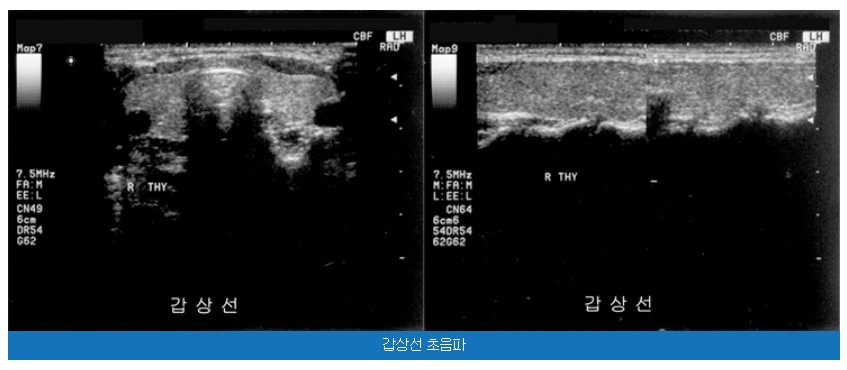 CBF LH
RAD
Map7
7.5MHz
FA:M
EE:L
CN49
6cm
DR54
G62
R THY
갑 상 선
CBF LH
RAD
Map9
7.5MHz
M:FA:M
L:EE:L
CN64
6cm6
54DR54
62G62
R THY
갑 상 선
갑상선 초음파